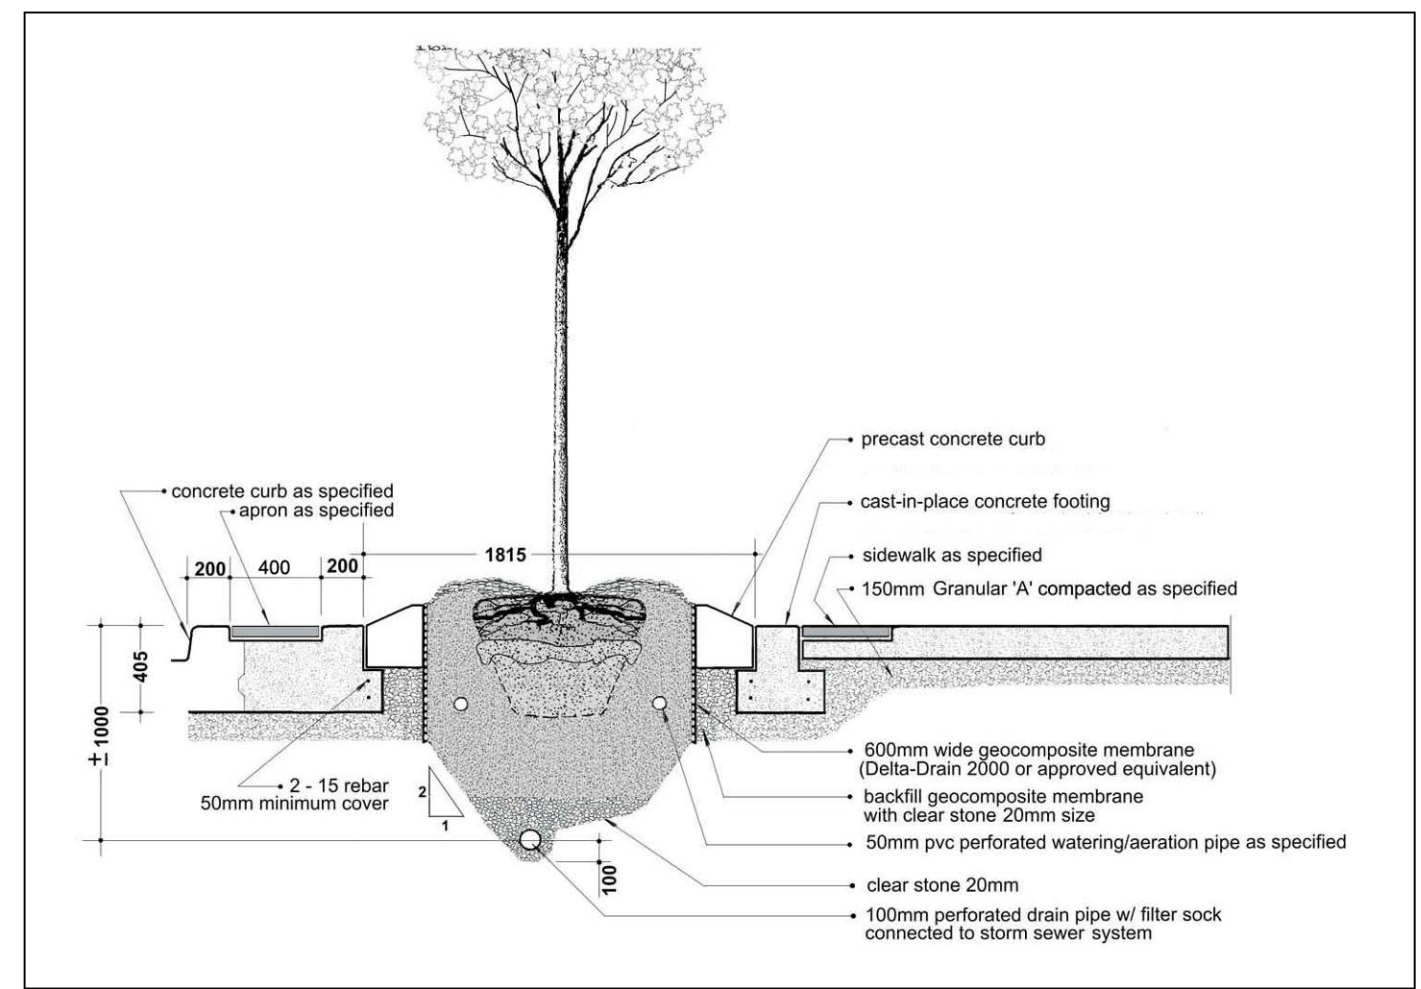 precast concrete curb
concrete curb as specified
apron as specified
cast-in-place concrete footing
1815
sidewalk as specified
200
400
200
150mm Granular 'A' compacted as specified
405
±1000
600mm wide geocomposite membrane
(Delta-Drain 2000 or approved equivalent)
2 - 15 rebar
50mm minimum cover
2
1
backfill geocomposite membrane
with clear stone 20mm size
50mm pvc perforated watering/aeration pipe as specified
100
clear stone 20mm
100mm perforated drain pipe w/ filter sock
connected to storm sewer system